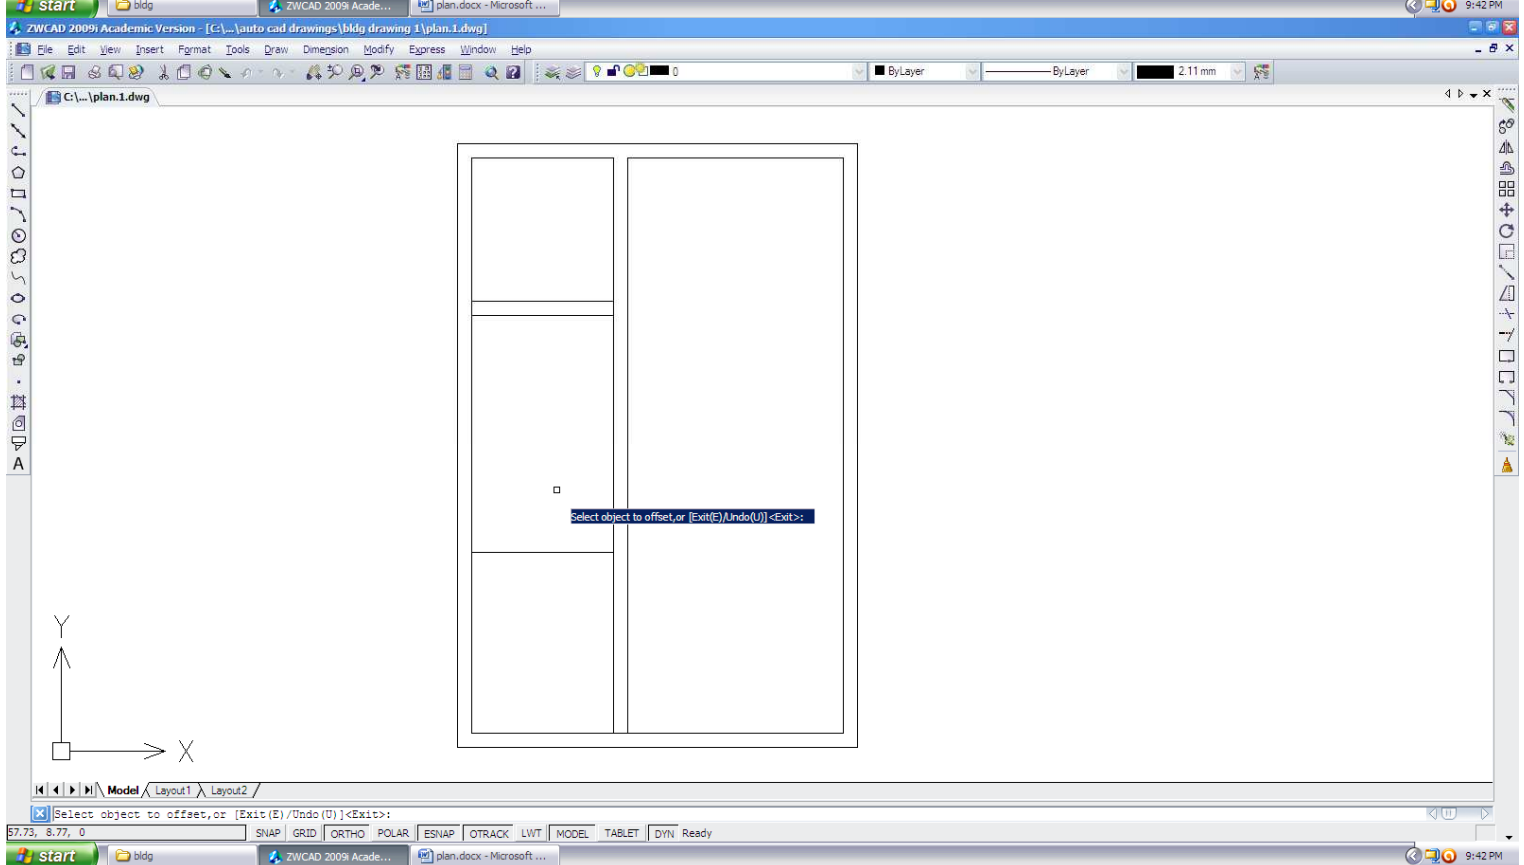 start bldg ZWCAD 2009i Acade... plan.docx - Microsoft ... 9:42 PM
ZWCAD 2009i Academic Version - [C:\...\auto cad drawings\bldg drawing 1\plan.1.dwg]
File Edit View Insert Format Tools Draw Dimension Modify Express Window Help
0 ByLayer ByLayer 2.11 mm
C:\...\plan.1.dwg
A
Select object to offset,or [Exit(E)/Undo(U)]<Exit>:
Y
X
Model Layout1 Layout2
Select object to offset,or [Exit(E)/Undo(U)]<Exit>:
57.73, 8.77, 0 SNAP GRID ORTHO POLAR ESNAP OTRACK LWT MODEL TABLET DYN Ready
start bldg ZWCAD 2009i Acade... plan.docx - Microsoft ... 9:42 PM